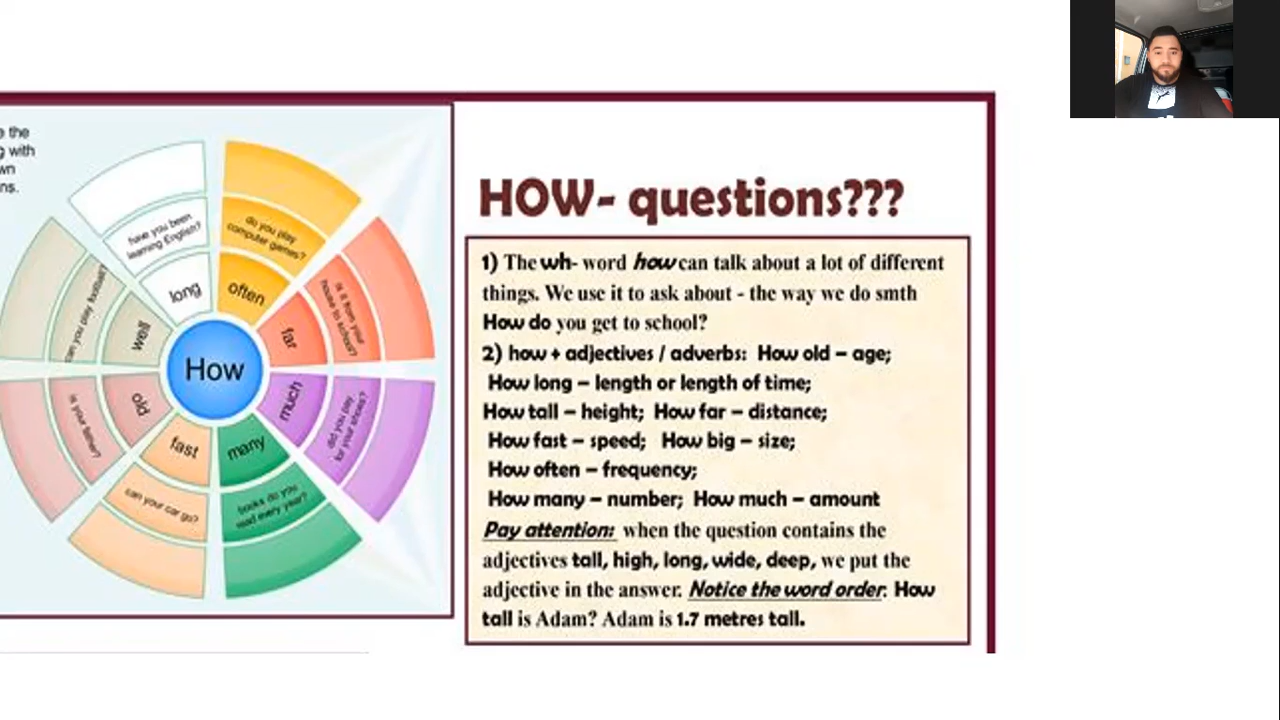 e the
g with
wn
ns.
have you been
learning English?
long
do you play
computer games?
often
is it from your
house to school?
far
did you pay
for your shoes?
much
books do you
read every year?
many
can your car go?
fast
is your father?
old
can you play football?
well
How
HOW- questions???
1) The wh- word how can talk about a lot of different
things. We use it to ask about - the way we do smth
How do you get to school?
2) how + adjectives / adverbs: How old – age;
How long – length or length of time;
How tall – height; How far – distance;
How fast – speed; How big – size;
How often – frequency;
How many – number; How much – amount
Pay attention: when the question contains the
adjectives tall, high, long, wide, deep, we put the
adjective in the answer. Notice the word order. How
tall is Adam? Adam is 1.7 metres tall.